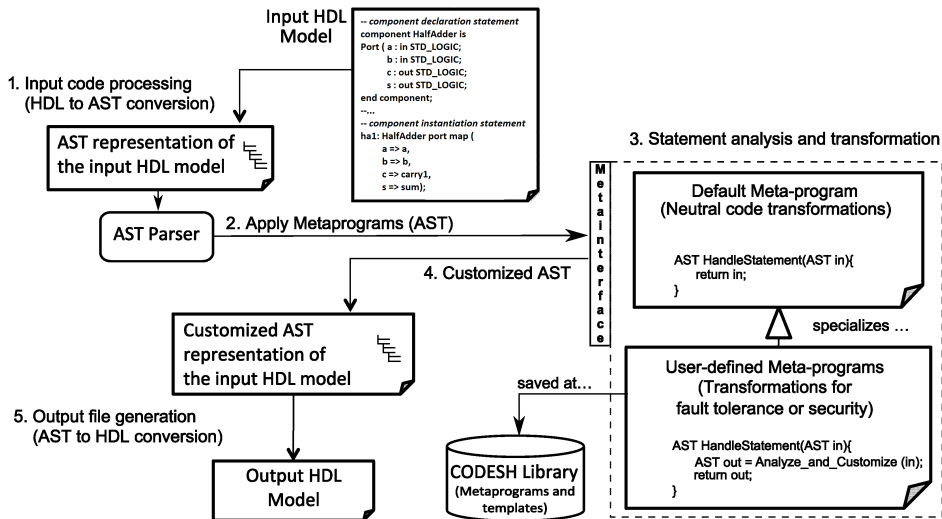 Input HDL
Model
-- component declaration statement
component HalfAdder is
Port ( a : in STD_LOGIC;
b : in STD_LOGIC;
c : out STD_LOGIC;
s : out STD_LOGIC;
end component;
--...
-- component instantiation statement
ha1: HalfAdder port map (
a => a,
b => b,
c => carry1,
s => sum);
1. Input code processing
(HDL to AST conversion)
AST representation of
the input HDL model
AST Parser
2. Apply Metaprograms (AST)
Metainterface
3. Statement analysis and transformation
Default Meta-program
(Neutral code transformations)
AST HandleStatement(AST in){
return in;
}
specializes ...
User-defined Meta-programs
(Transformations for
fault tolerance or security)
AST HandleStatement(AST in){
AST out = Analyze_and_Customize (in);
return out;
}
saved at...
CODESH Library
(Metaprograms and
templates)
4. Customized AST
Customized AST
representation of
the input HDL model
5. Output file generation
(AST to HDL conversion)
Output HDL
Model